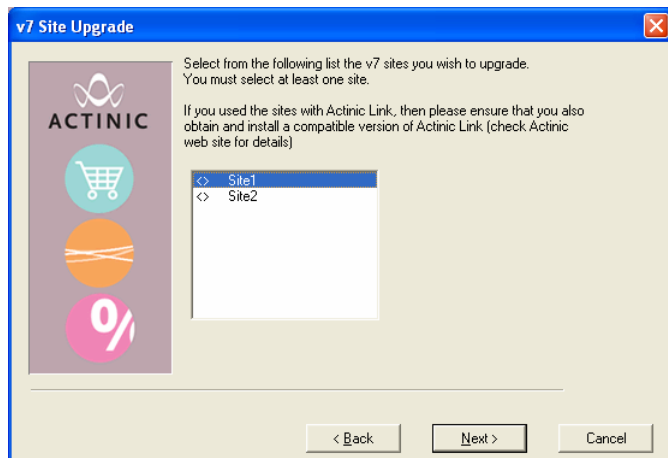 v7 Site Upgrade
ACTINIC
%
Select from the following list the v7 sites you wish to upgrade.
You must select at least one site.
If you used the sites with Actinic Link, then please ensure that you also
obtain and install a compatible version of Actinic Link (check Actinic
web site for details)
<> Site1
<> Site2
< Back
Next >
Cancel